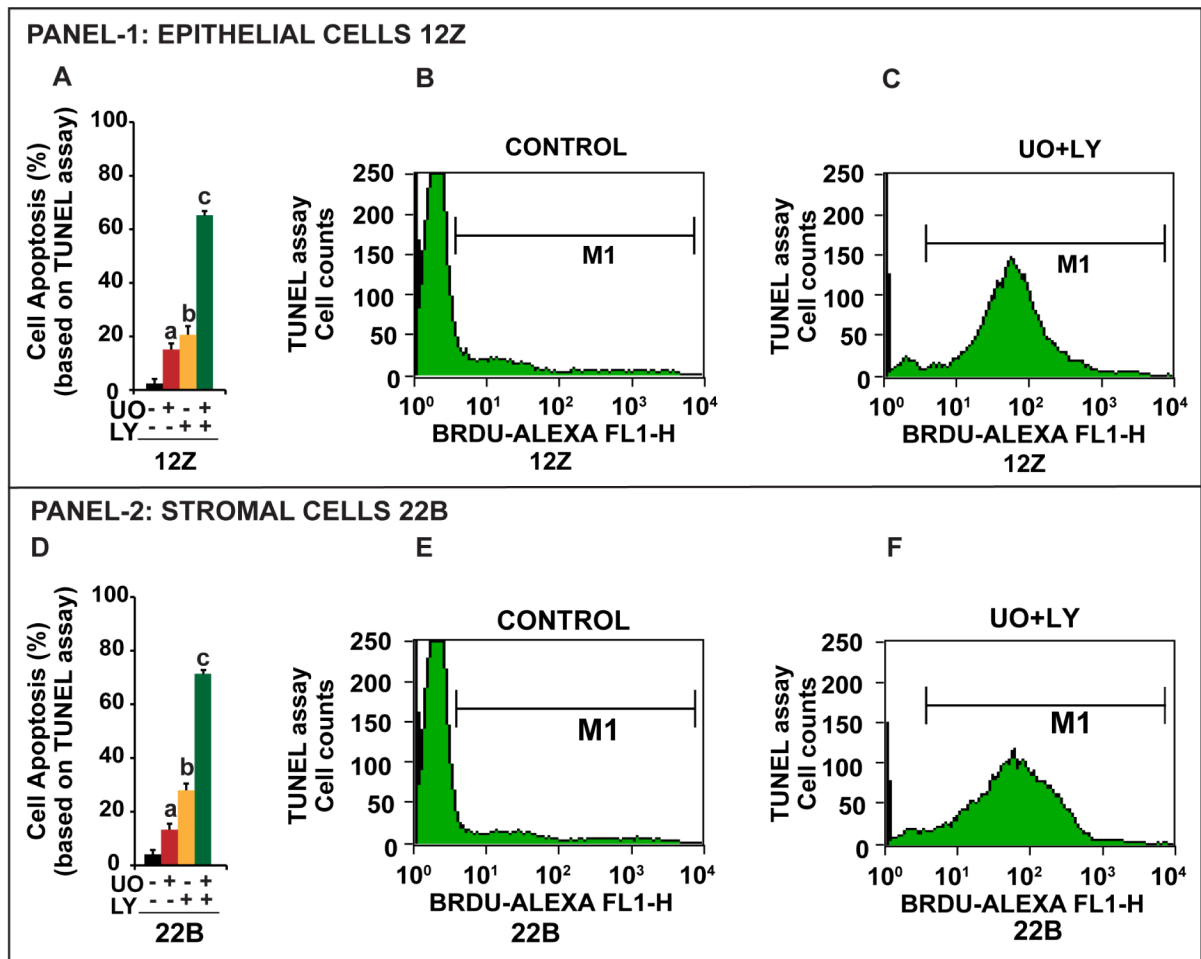 PANEL-1: EPITHELIAL CELLS 12Z
A
Cell Apoptosis (%)
(based on TUNEL assay)
100
80
60
40
20
0
a
b
c
UO - + - +
LY - - + +
12Z
B
CONTROL
TUNEL assay
Cell counts
250
200
150
100
50
0
M1
10⁰ 10¹ 10² 10³ 10⁴
BRDU-ALEXA FL1-H
12Z
C
UO+LY
TUNEL assay
Cell counts
250
200
150
100
50
0
M1
10⁰ 10¹ 10² 10³ 10⁴
BRDU-ALEXA FL1-H
12Z
PANEL-2: STROMAL CELLS 22B
D
Cell Apoptosis (%)
(based on TUNEL assay)
100
80
60
40
20
0
a
b
c
UO - + - +
LY - - + +
22B
E
CONTROL
TUNEL assay
Cell counts
250
200
150
100
50
0
M1
10⁰ 10¹ 10² 10³ 10⁴
BRDU-ALEXA FL1-H
22B
F
UO+LY
TUNEL assay
Cell counts
250
200
150
100
50
0
M1
10⁰ 10¹ 10² 10³ 10⁴
BRDU-ALEXA FL1-H
22B